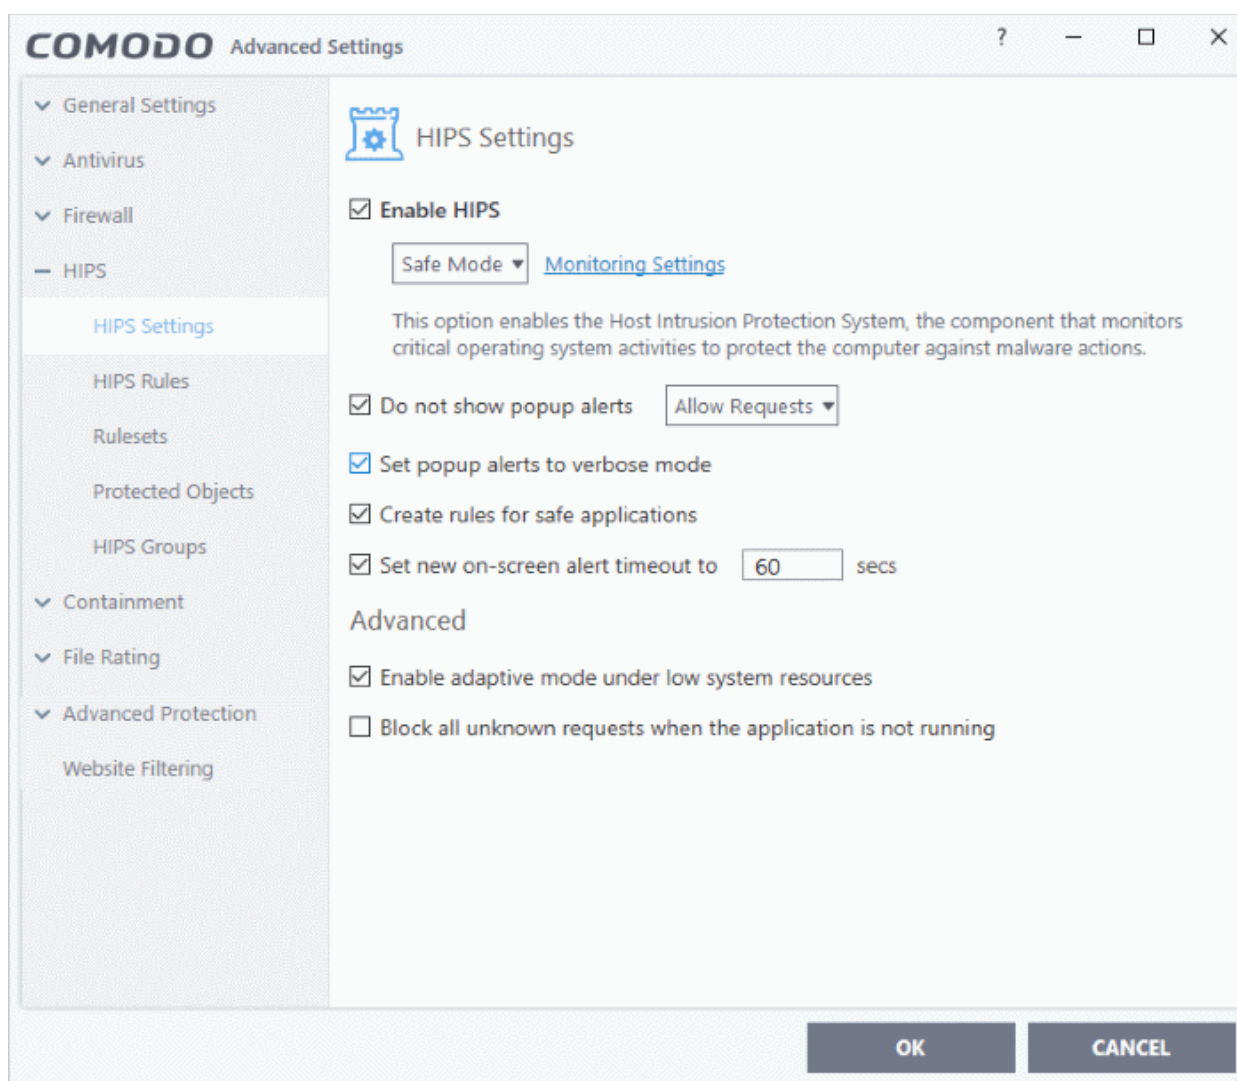 COMODO Advanced Settings ?
General Settings
Antivirus
Firewall
HIPS
HIPS Settings
HIPS Rules
Rulesets
Protected Objects
HIPS Groups
Containment
File Rating
Advanced Protection
Website Filtering
HIPS Settings
Enable HIPS
Safe Mode Monitoring Settings
This option enables the Host Intrusion Protection System, the component that monitors
critical operating system activities to protect the computer against malware actions.
Do not show popup alerts Allow Requests
Set popup alerts to verbose mode
Create rules for safe applications
Set new on-screen alert timeout to 60 secs
Advanced
Enable adaptive mode under low system resources
Block all unknown requests when the application is not running
OK CANCEL